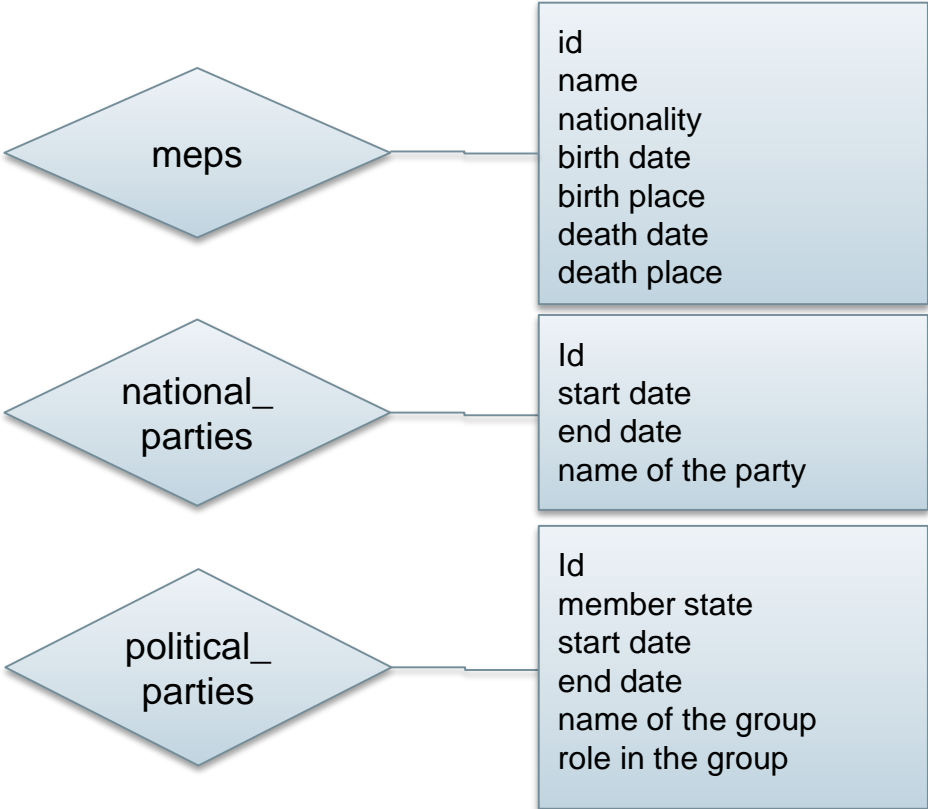 meps
id
name
nationality
birth date
birth place
death date
death place
national_
parties
Id
start date
end date
name of the party
political_
parties
Id
member state
start date
end date
name of the group
role in the group